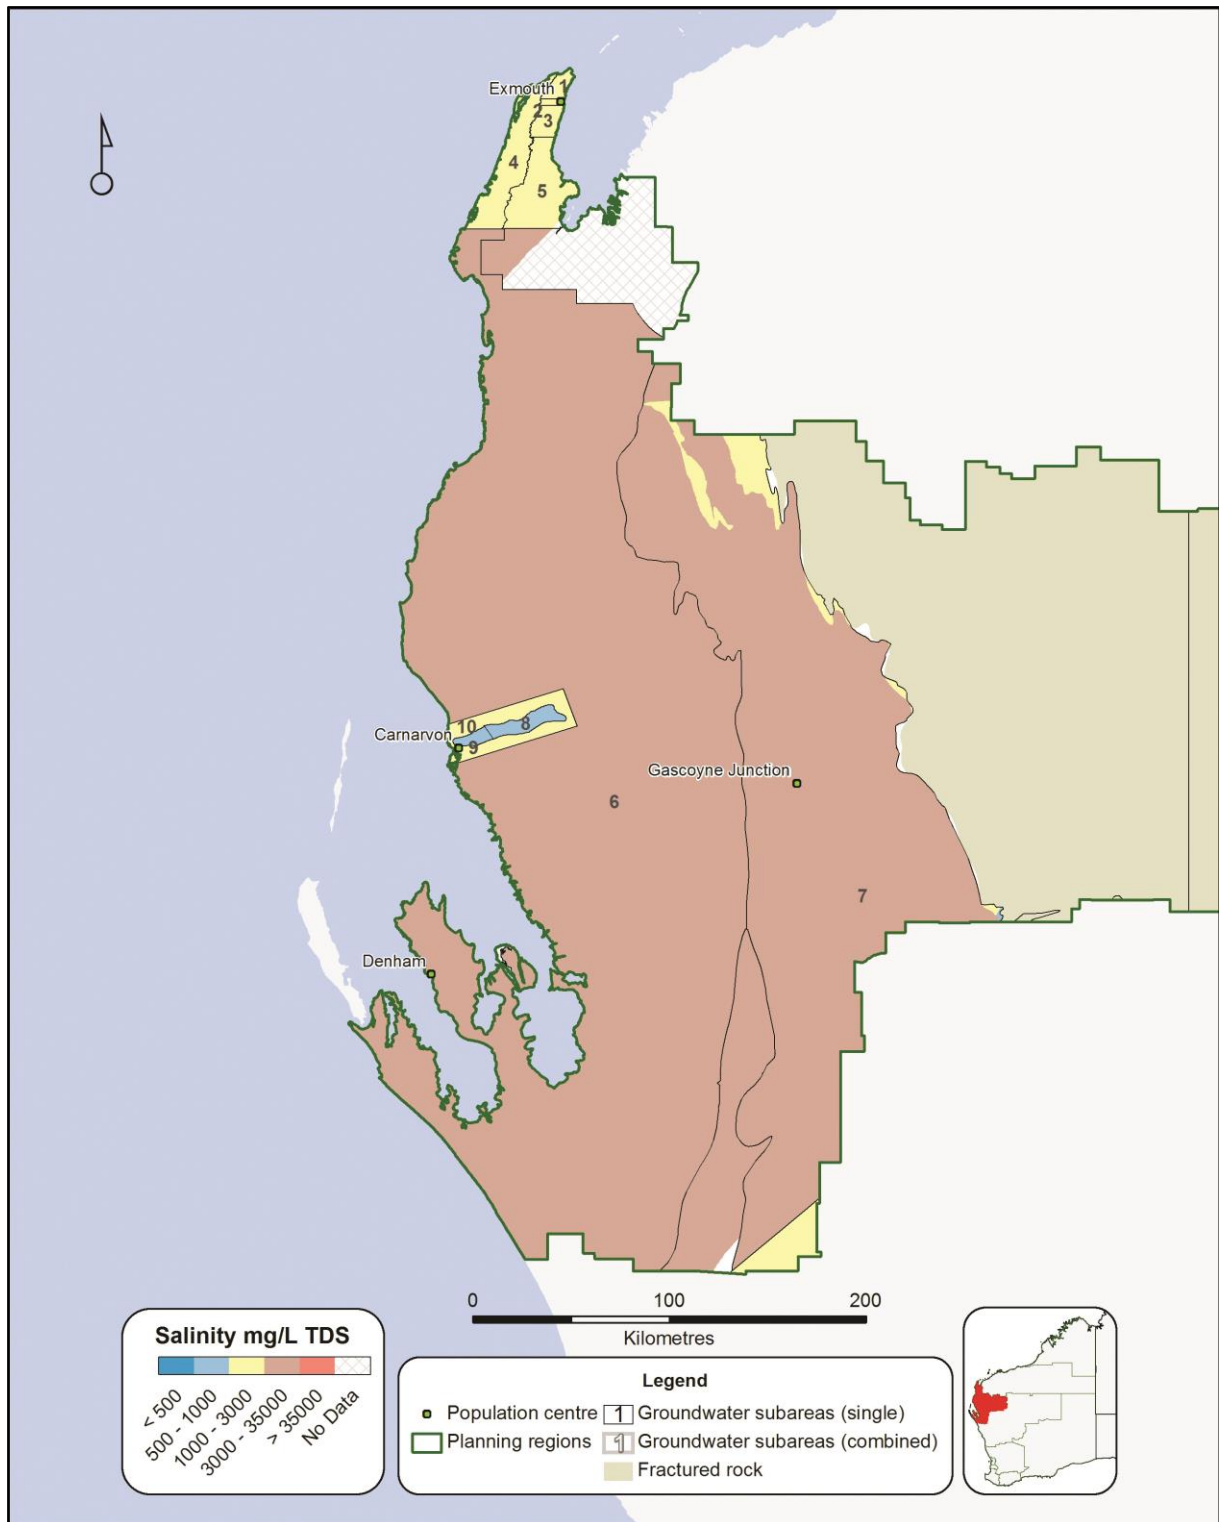 Exmouth
1
2
3
4
5
10
8
Carnarvon
9
Gascoyne Junction
6
7
Denham
0 100 200
Kilometres
Salinity mg/L TDS
< 500
500 - 1000
1000 - 3000
3000 - 35000
> 35000
No Data
Legend
Population centre 1 Groundwater subareas (single)
Planning regions 1 Groundwater subareas (combined)
Fractured rock